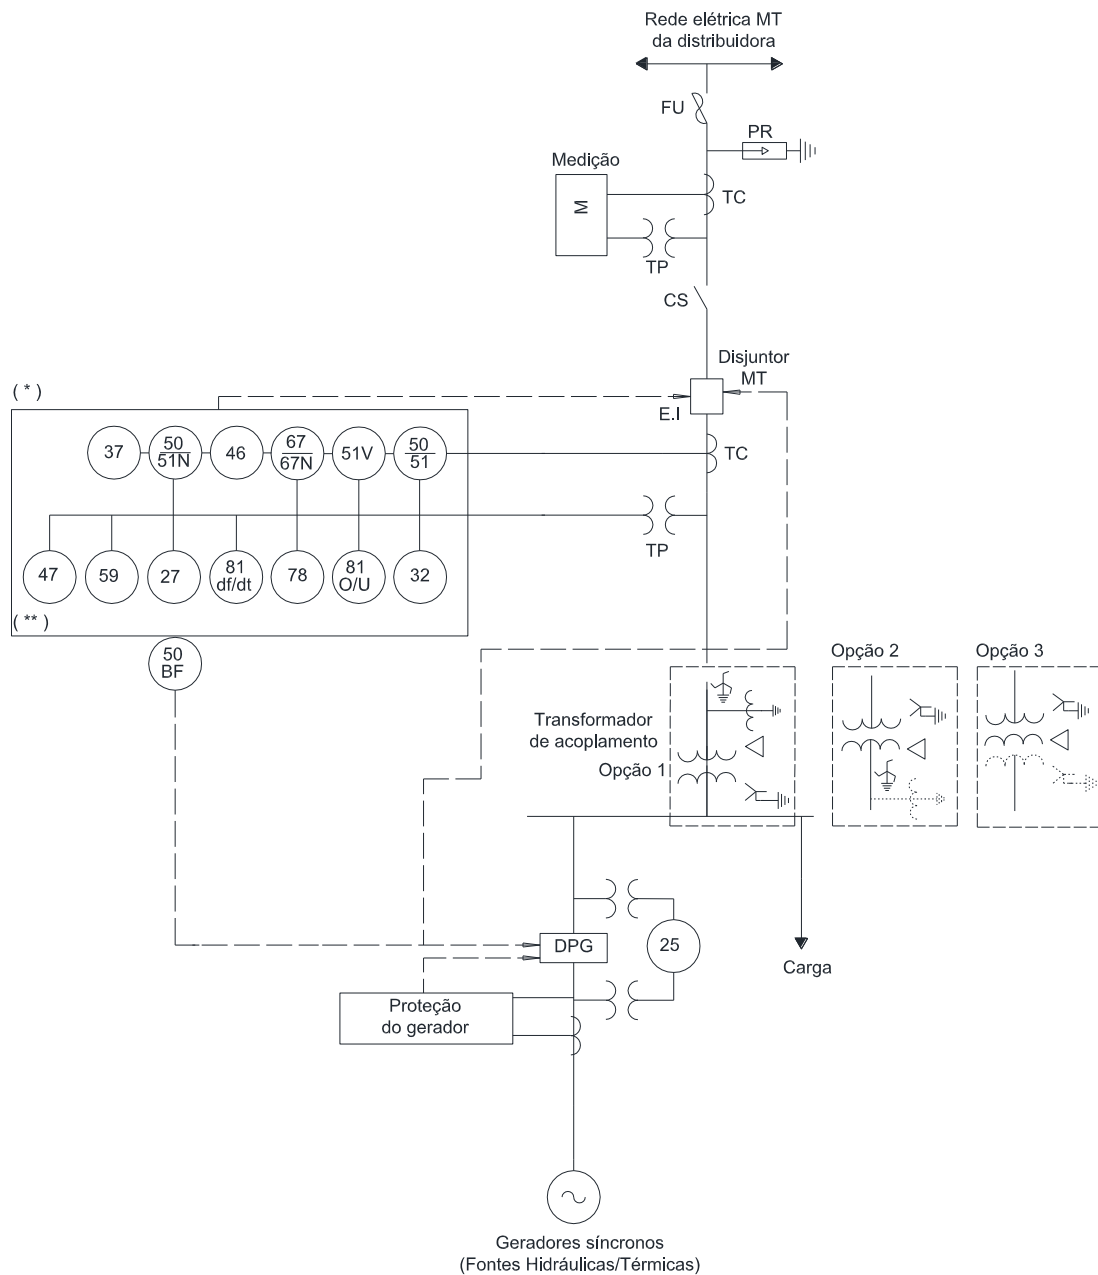 Rede elétrica MT
da distribuidora
FU
PR
Medição
M
TC
TP
CS
Disjuntor
MT
( * )
E.I
37
50
51N
46
67
67N
51V
50
51
TC
TP
47
59
27
81
df/dt
78
81
O/U
32
( ** )
50
BF
Opção 2
Opção 3
Transformador
de acoplamento
Opção 1
DPG
25
Carga
Proteção
do gerador
Geradores síncronos
(Fontes Hidráulicas/Térmicas)